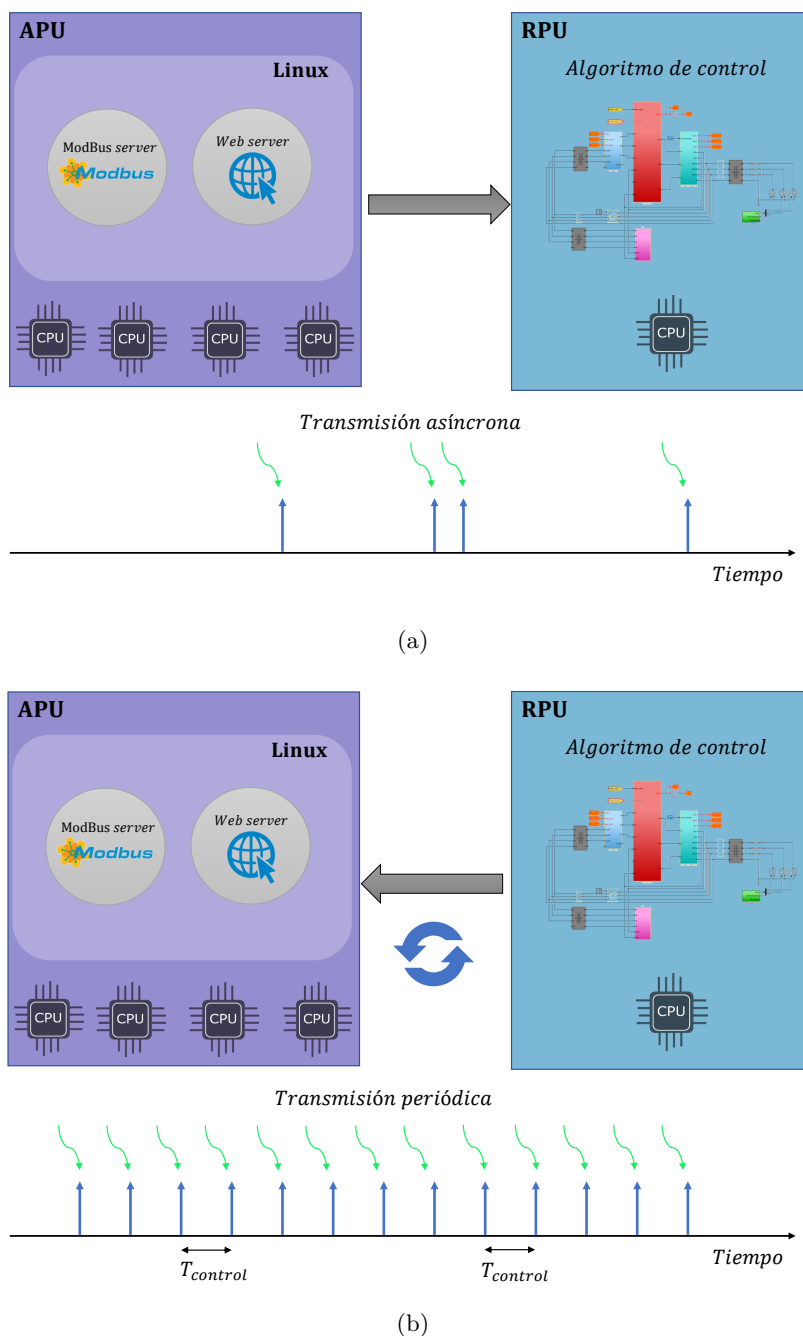 APU
RPU
Linux
Algoritmo de control
ModBus server
Modbus
Web server
CPU
CPU
CPU
CPU
CPU
Transmisión asíncrona
Tiempo
(a)
APU
RPU
Linux
Algoritmo de control
ModBus server
Modbus
Web server
CPU
CPU
CPU
CPU
CPU
Transmisión periódica
Tiempo
T_control
T_control
(b)